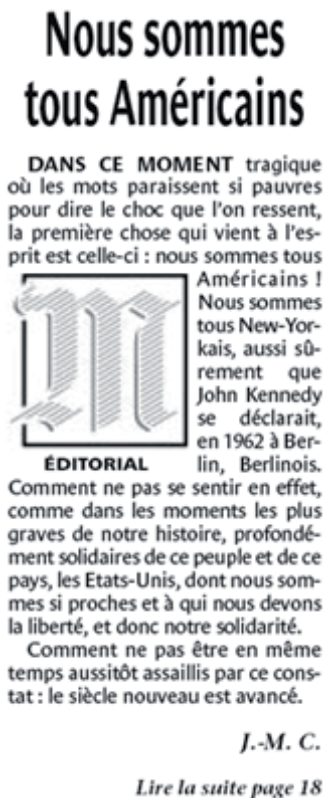 Nous sommes
tous Américains
DANS CE MOMENT tragique
où les mots paraissent si pauvres
pour dire le choc que l'on ressent,
la première chose qui vient à l'es-
prit est celle-ci : nous sommes tous
Américains !
Nous sommes
tous New-Yor-
kais, aussi sû-
rement que
John Kennedy
se déclarait,
en 1962 à Ber-
lin, Berlinois.
ÉDITORIAL
Comment ne pas se sentir en effet,
comme dans les moments les plus
graves de notre histoire, profondé-
ment solidaires de ce peuple et de ce
pays, les Etats-Unis, dont nous som-
mes si proches et à qui nous devons
la liberté, et donc notre solidarité.
Comment ne pas être en même
temps aussitôt assaillis par ce cons-
tat : le siècle nouveau est avancé.
J.-M. C.
Lire la suite page 18